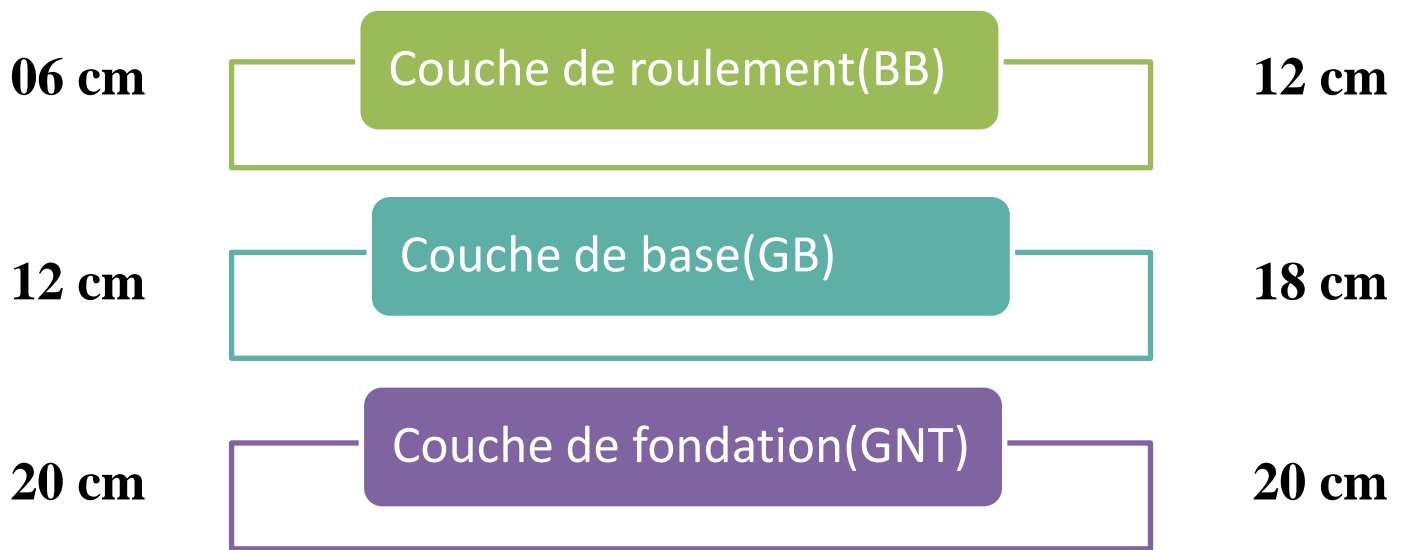 06 cm
Couche de roulement(BB)
12 cm
12 cm
Couche de base(GB)
18 cm
20 cm
Couche de fondation(GNT)
20 cm